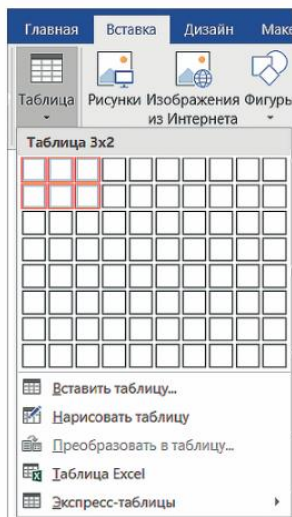 Главная Вставка Дизайн Маке
Таблица Рисунки Изображения Фигуры
из Интернета
Таблица 3x2
Вставить таблицу...
Нарисовать таблицу
Преобразовать в таблицу...
Таблица Excel
Экспресс-таблицы